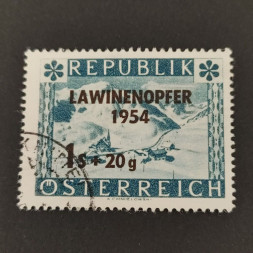 REPUBLIK
LAWINENOPFER
1954
1s + 20g
ÖSTERREICH